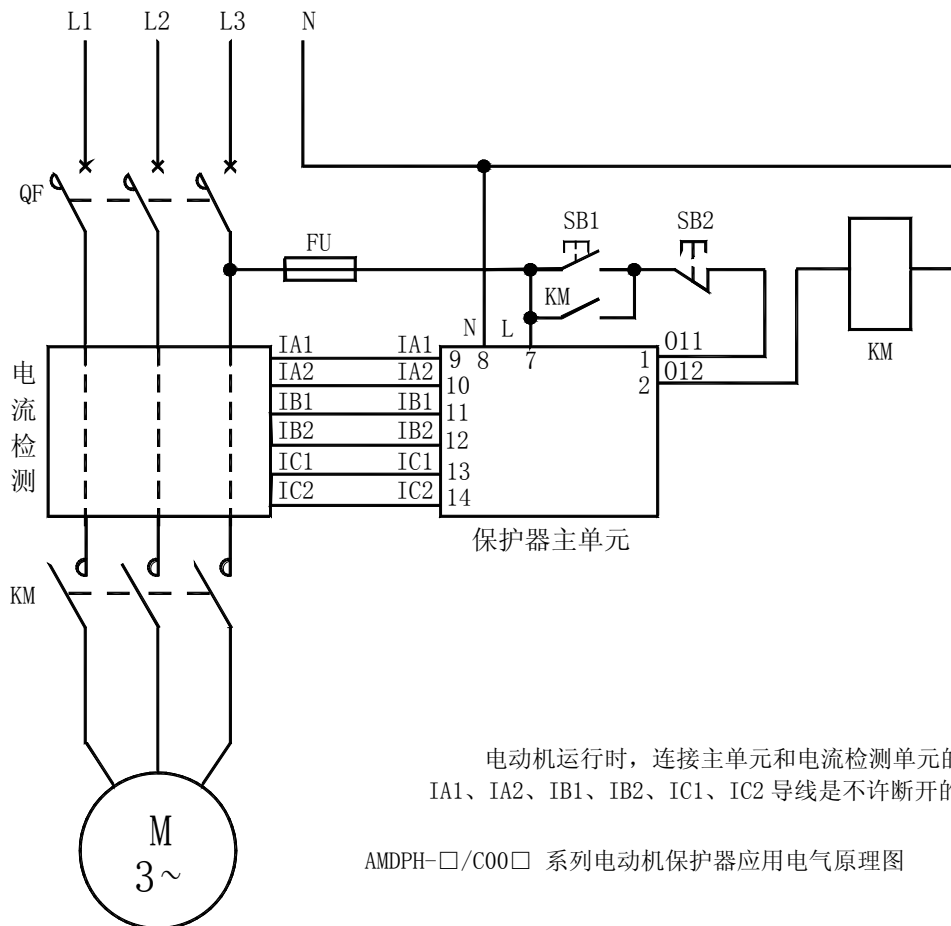 L1 L2 L3 N
QF
FU
SB1 SB2
KM
KM
N L
IA1 IA1 9 8 7 1 O11
IA2 IA2 10 2 O12
IB1 IB1 11
IB2 IB2 12
IC1 IC1 13
IC2 IC2 14
电流检测
保护器主单元
KM
M
3~
电动机运行时，连接主单元和电流检测单元的
IA1、IA2、IB1、IB2、IC1、IC2 导线是不许断开的
AMDPH-□/C00□ 系列电动机保护器应用电气原理图